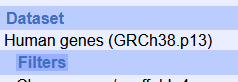 Dataset
Human genes (GRCh38.p13)
Filters